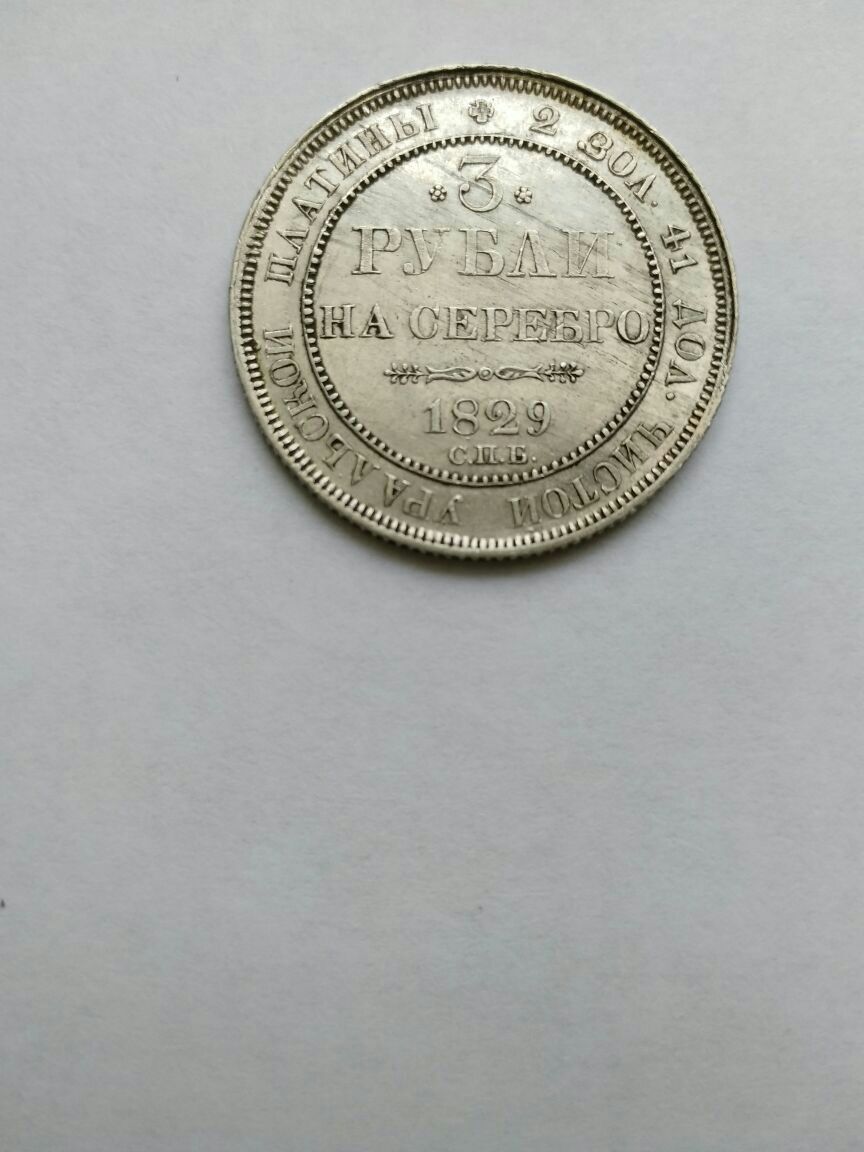 * 2 ЗОЛ. 41 ДОЛ. ЧИСТОЙ УРАЛЬСКОЙ ПЛАТИНЫ
*3*
РУБЛИ
НА СЕРЕБРО
1829
С.П.Б.